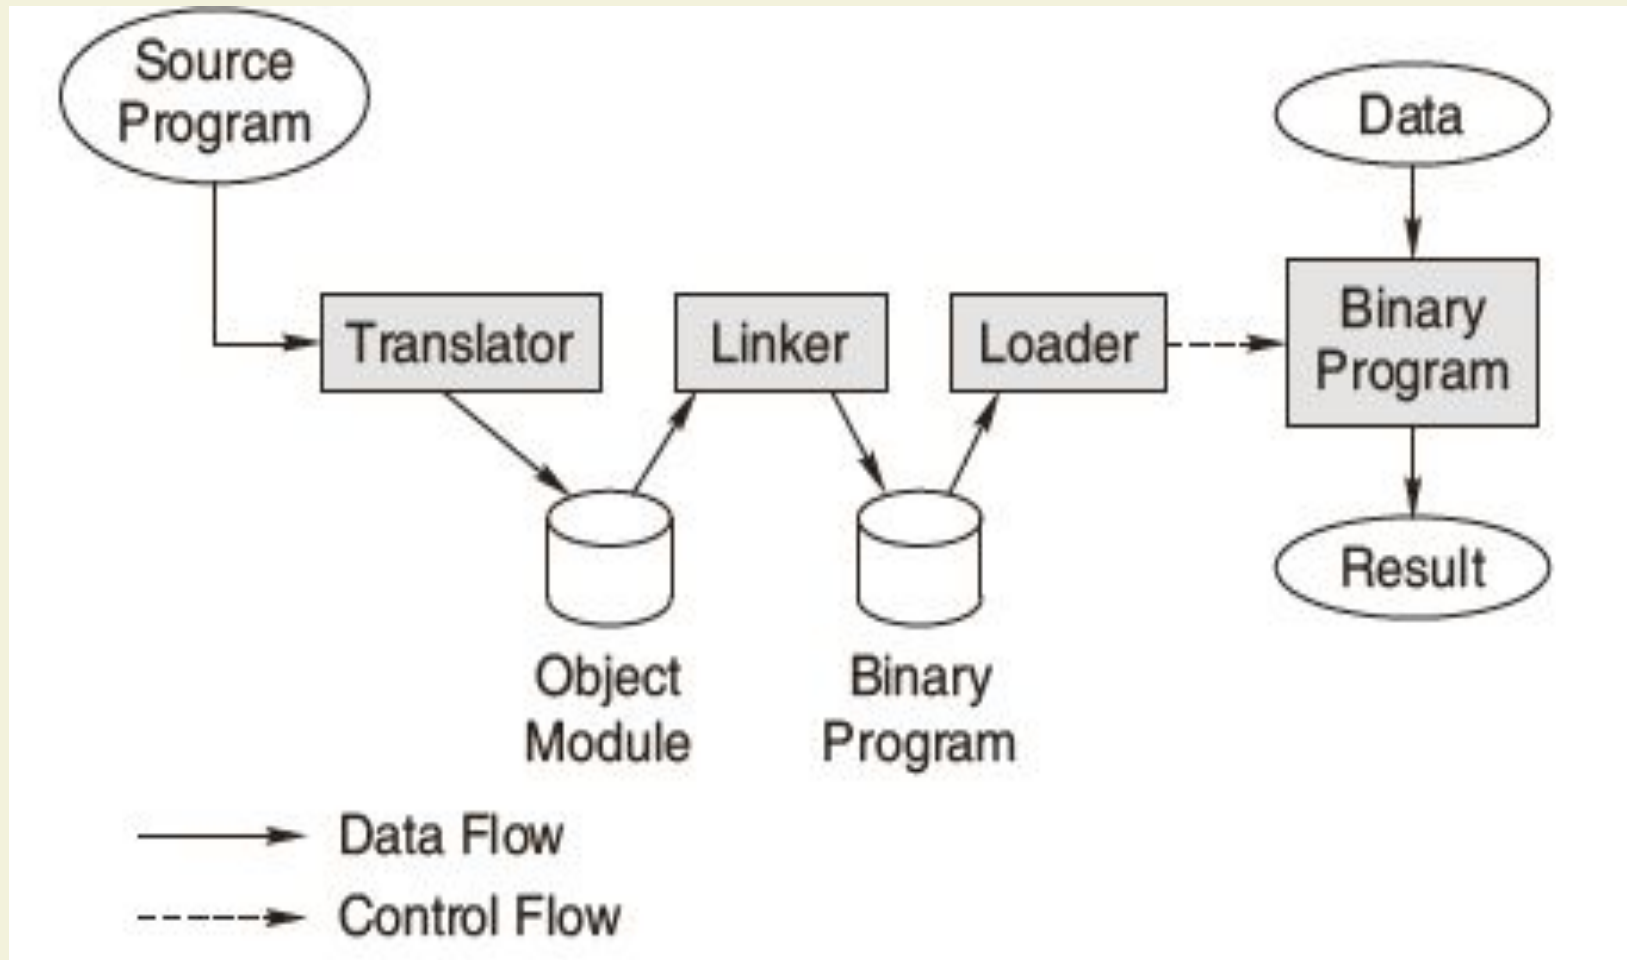 Source
Program
Data
Translator
Linker
Loader
Binary
Program
Result
Object
Module
Binary
Program
Data Flow
Control Flow